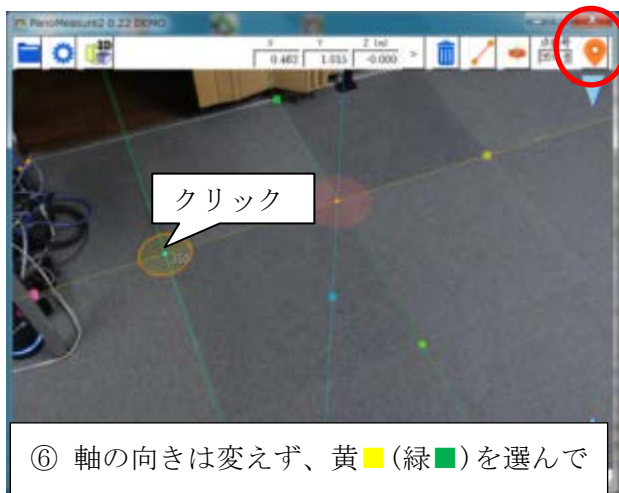 PanoMeasure2 0.22 DEMO
3D
X Y Z (m)
0.462 1.015 -0.000 >
クリック
⑥ 軸の向きは変えず、黄■(緑■)を選んで